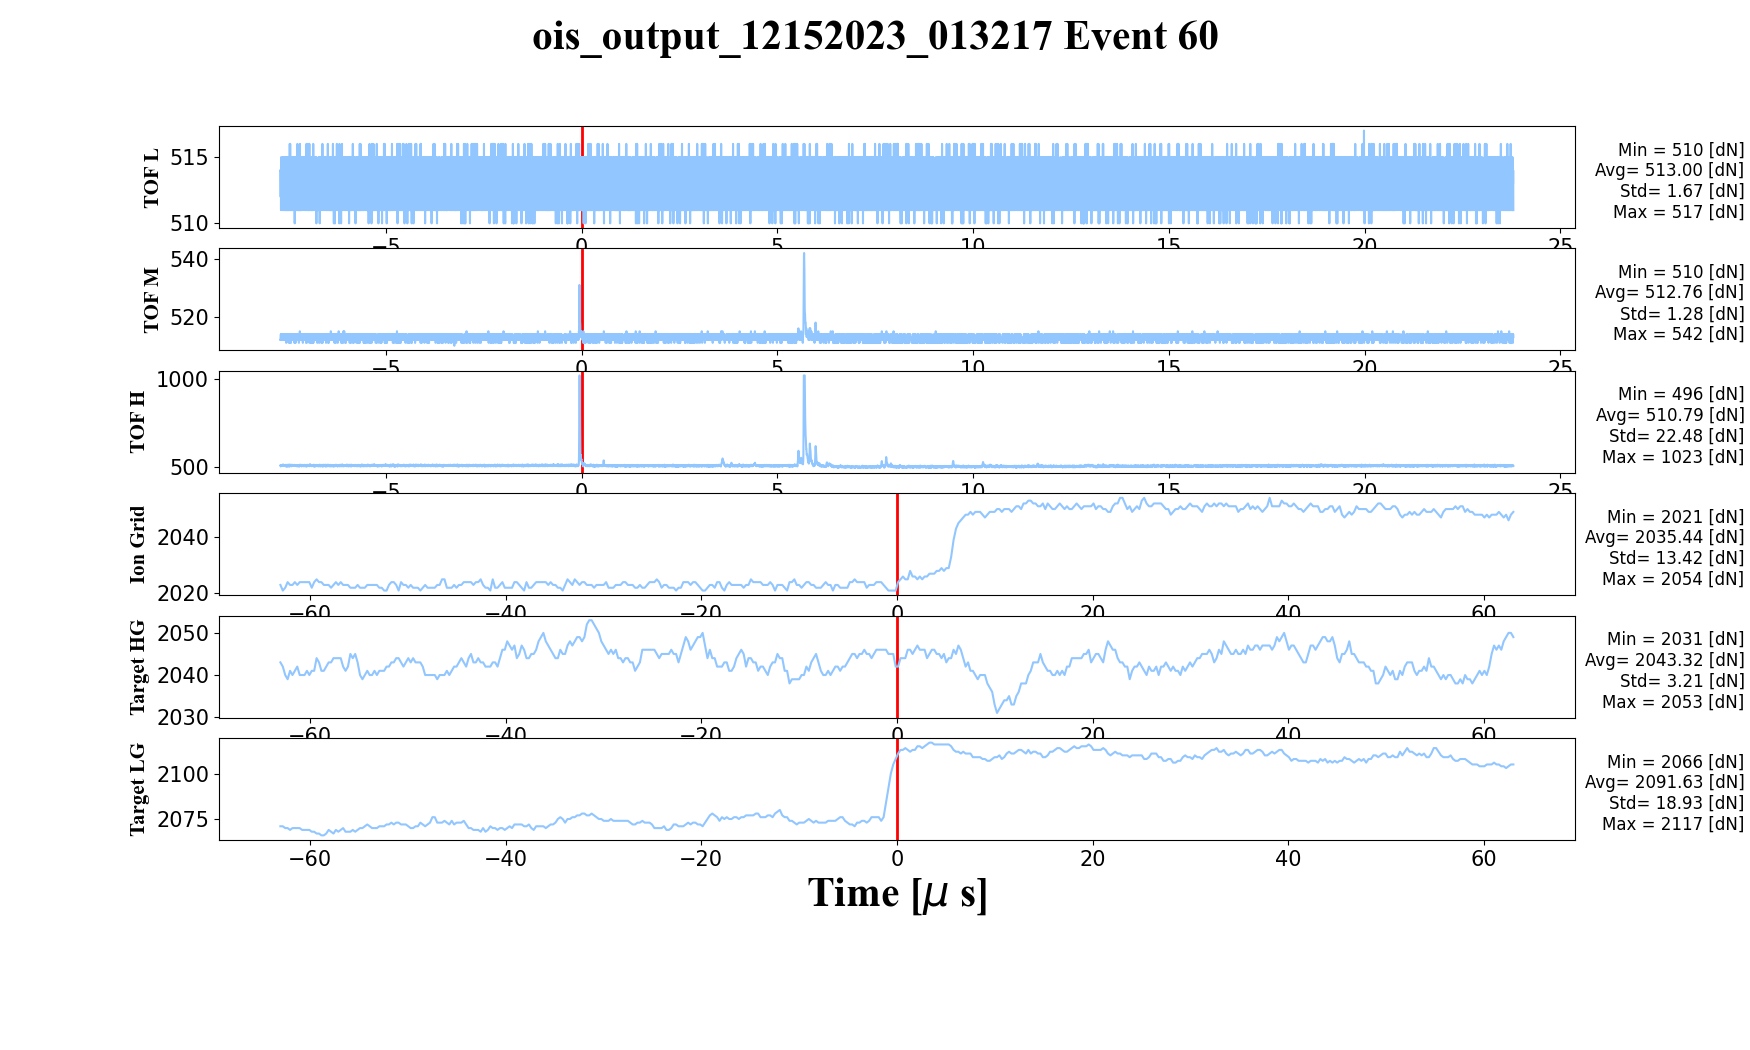 ois_output_12152023_013217 Event 60
TOF L
515
510
−5
0
5
10
15
20
25
Min = 510 [dN]
Avg= 513.00 [dN]
Std= 1.67 [dN]
Max = 517 [dN]
TOF M
540
520
−5
0
5
10
15
20
25
Min = 510 [dN]
Avg= 512.76 [dN]
Std= 1.28 [dN]
Max = 542 [dN]
TOF H
1000
500
−5
0
5
10
15
20
25
Min = 496 [dN]
Avg= 510.79 [dN]
Std= 22.48 [dN]
Max = 1023 [dN]
Ion Grid
2040
2020
−60
−40
−20
0
20
40
60
Min = 2021 [dN]
Avg= 2035.44 [dN]
Std= 13.42 [dN]
Max = 2054 [dN]
Target HG
2050
2040
2030
−60
−40
−20
0
20
40
60
Min = 2031 [dN]
Avg= 2043.32 [dN]
Std= 3.21 [dN]
Max = 2053 [dN]
Target LG
2100
2075
−60
−40
−20
0
20
40
60
Min = 2066 [dN]
Avg= 2091.63 [dN]
Std= 18.93 [dN]
Max = 2117 [dN]
Time [μ s]